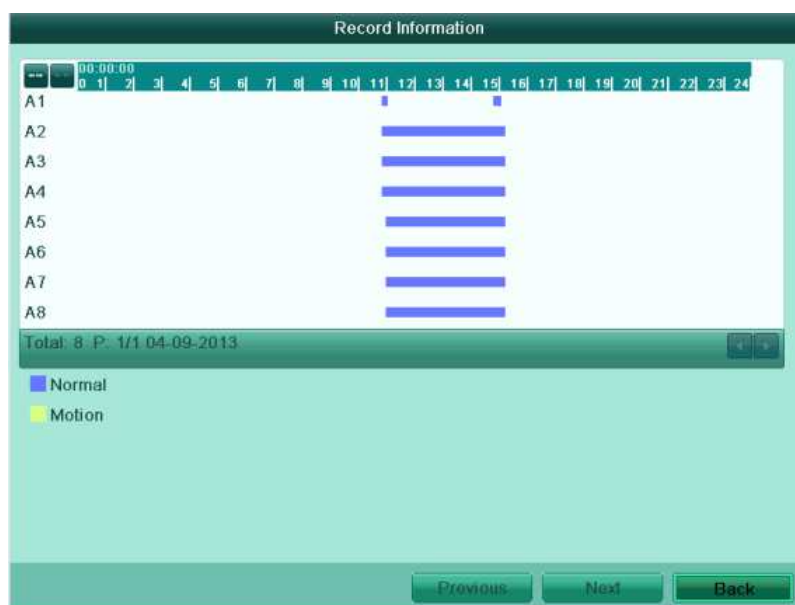 Record Information
00:00:00
0 1 2 3 4 5 6 7 8 9 10 11 12 13 14 15 16 17 18 19 20 21 22 23 24
A1
A2
A3
A4
A5
A6
A7
A8
Total: 8 P: 1/1 04-09-2013
Normal
Motion
Previous Next Back